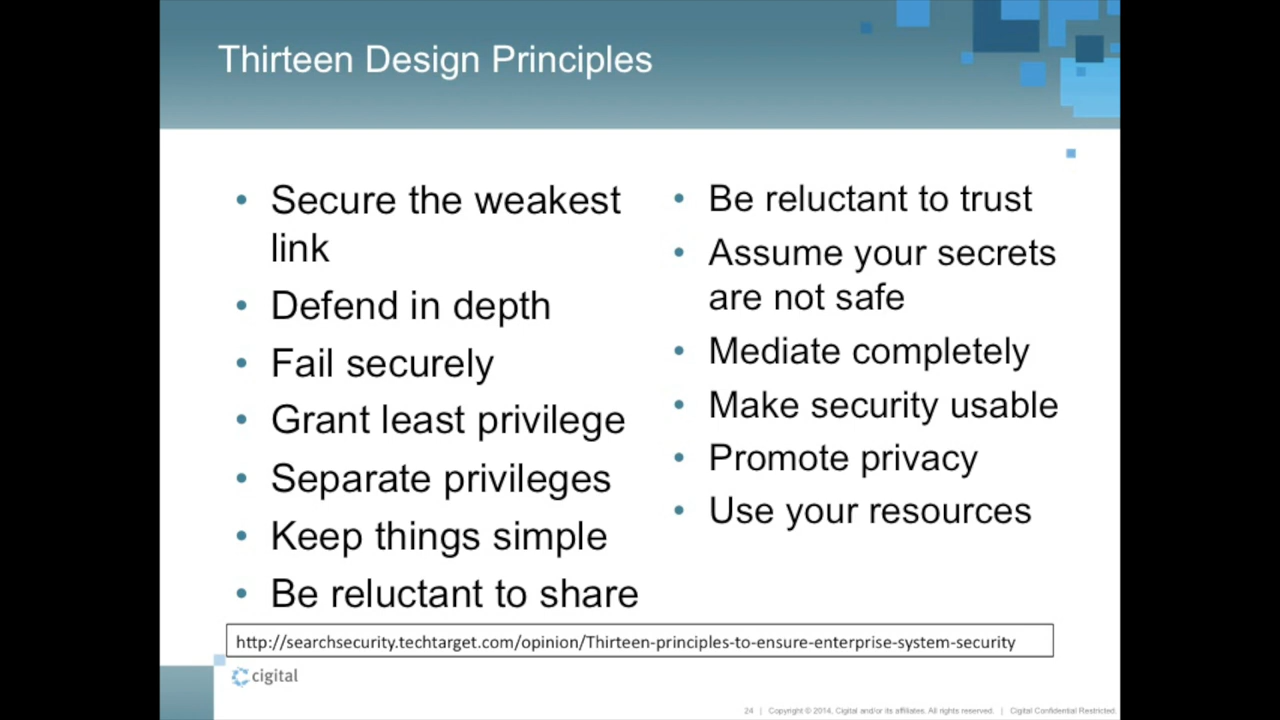 Thirteen Design Principles
• Secure the weakest
link
• Defend in depth
• Fail securely
• Grant least privilege
• Separate privileges
• Keep things simple
• Be reluctant to share
• Be reluctant to trust
• Assume your secrets
are not safe
• Mediate completely
• Make security usable
• Promote privacy
• Use your resources
http://searchsecurity.techtarget.com/opinion/Thirteen-principles-to-ensure-enterprise-system-security
cigital
24 | Copyright © 2014, Cigital and/or its affiliates. All rights reserved. | Cigital Confidential Restricted.